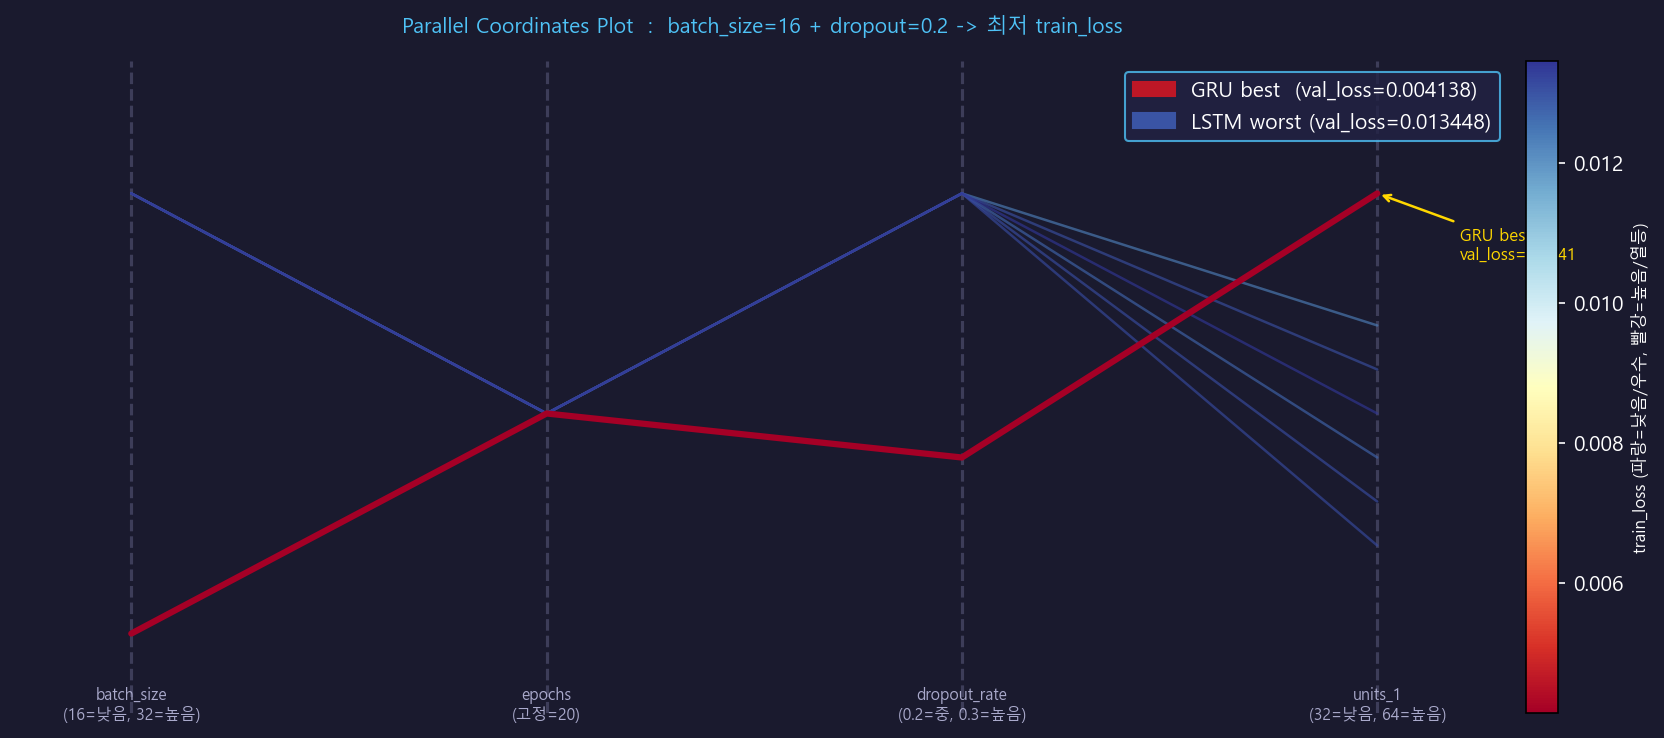 Parallel Coordinates Plot : batch_size=16 + dropout=0.2 -> 최저 train_loss
GRU best (val_loss=0.004138)
LSTM worst (val_loss=0.013448)
GRU bes
val_loss= 41
0.012
0.010
0.008
0.006
train_loss (파랑=낮음/우수, 빨강=높음/열등)
batch_size
(16=낮음, 32=높음)
epochs
(고정=20)
dropout_rate
(0.2=중, 0.3=높음)
units_1
(32=낮음, 64=높음)